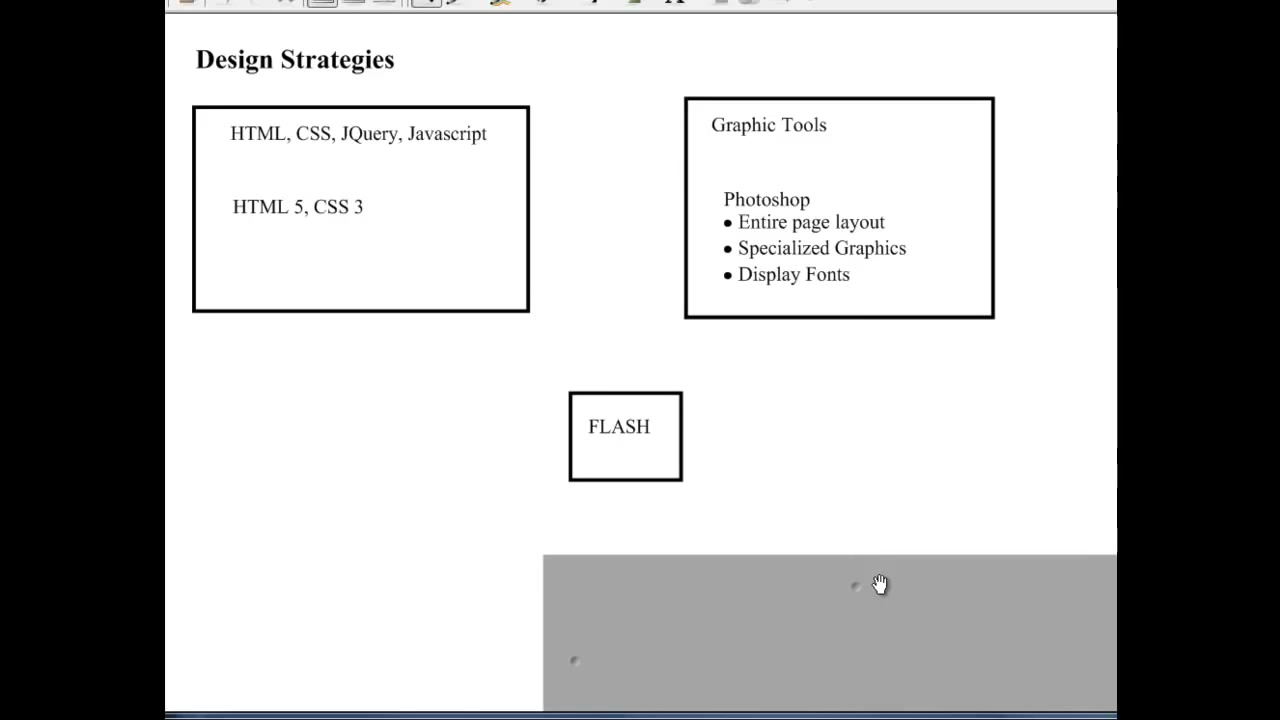 Design Strategies
HTML, CSS, JQuery, Javascript
HTML 5, CSS 3
Graphic Tools
Photoshop
• Entire page layout
• Specialized Graphics
• Display Fonts
FLASH